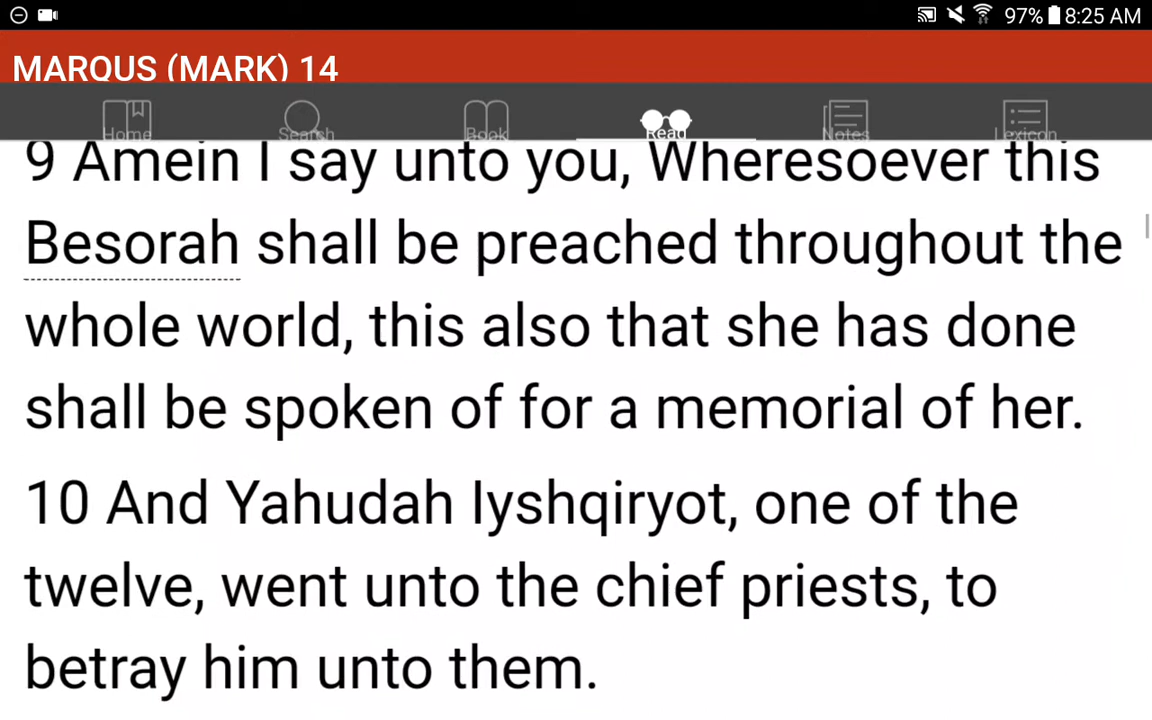 97% 8:25 AM
MARQUS (MARK) 14
Home Search Book Read Notes Lexicon
9 Amein I say unto you, Wheresoever this
Besorah shall be preached throughout the
whole world, this also that she has done
shall be spoken of for a memorial of her.
10 And Yahudah Iyshqiryot, one of the
twelve, went unto the chief priests, to
betray him unto them.